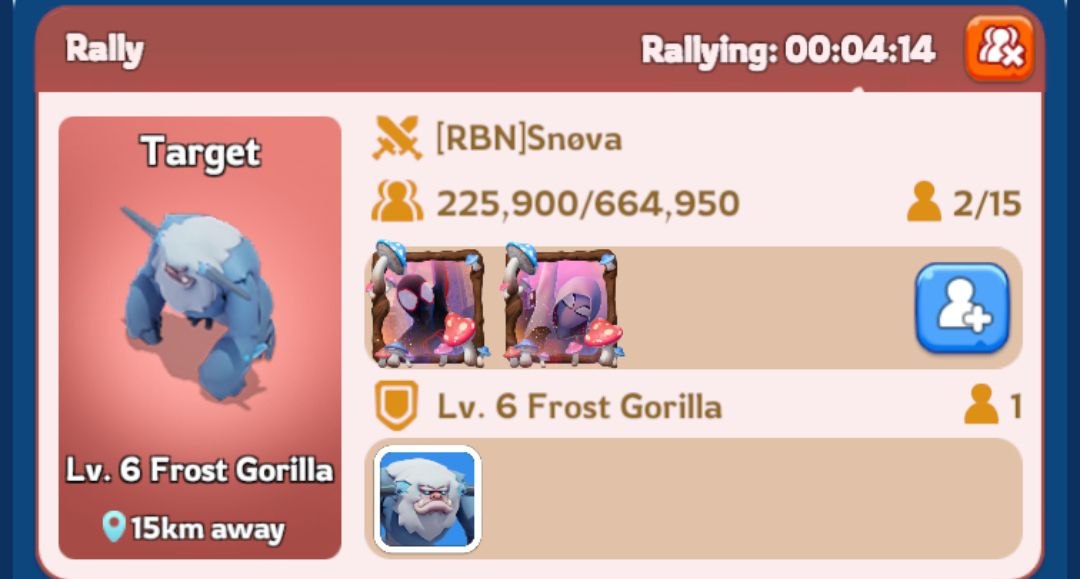 Rally
Rallying: 00:04:14
Target
[RBN]Snøva
225,900/664,950
2/15
Lv. 6 Frost Gorilla
1
Lv. 6 Frost Gorilla
15km away